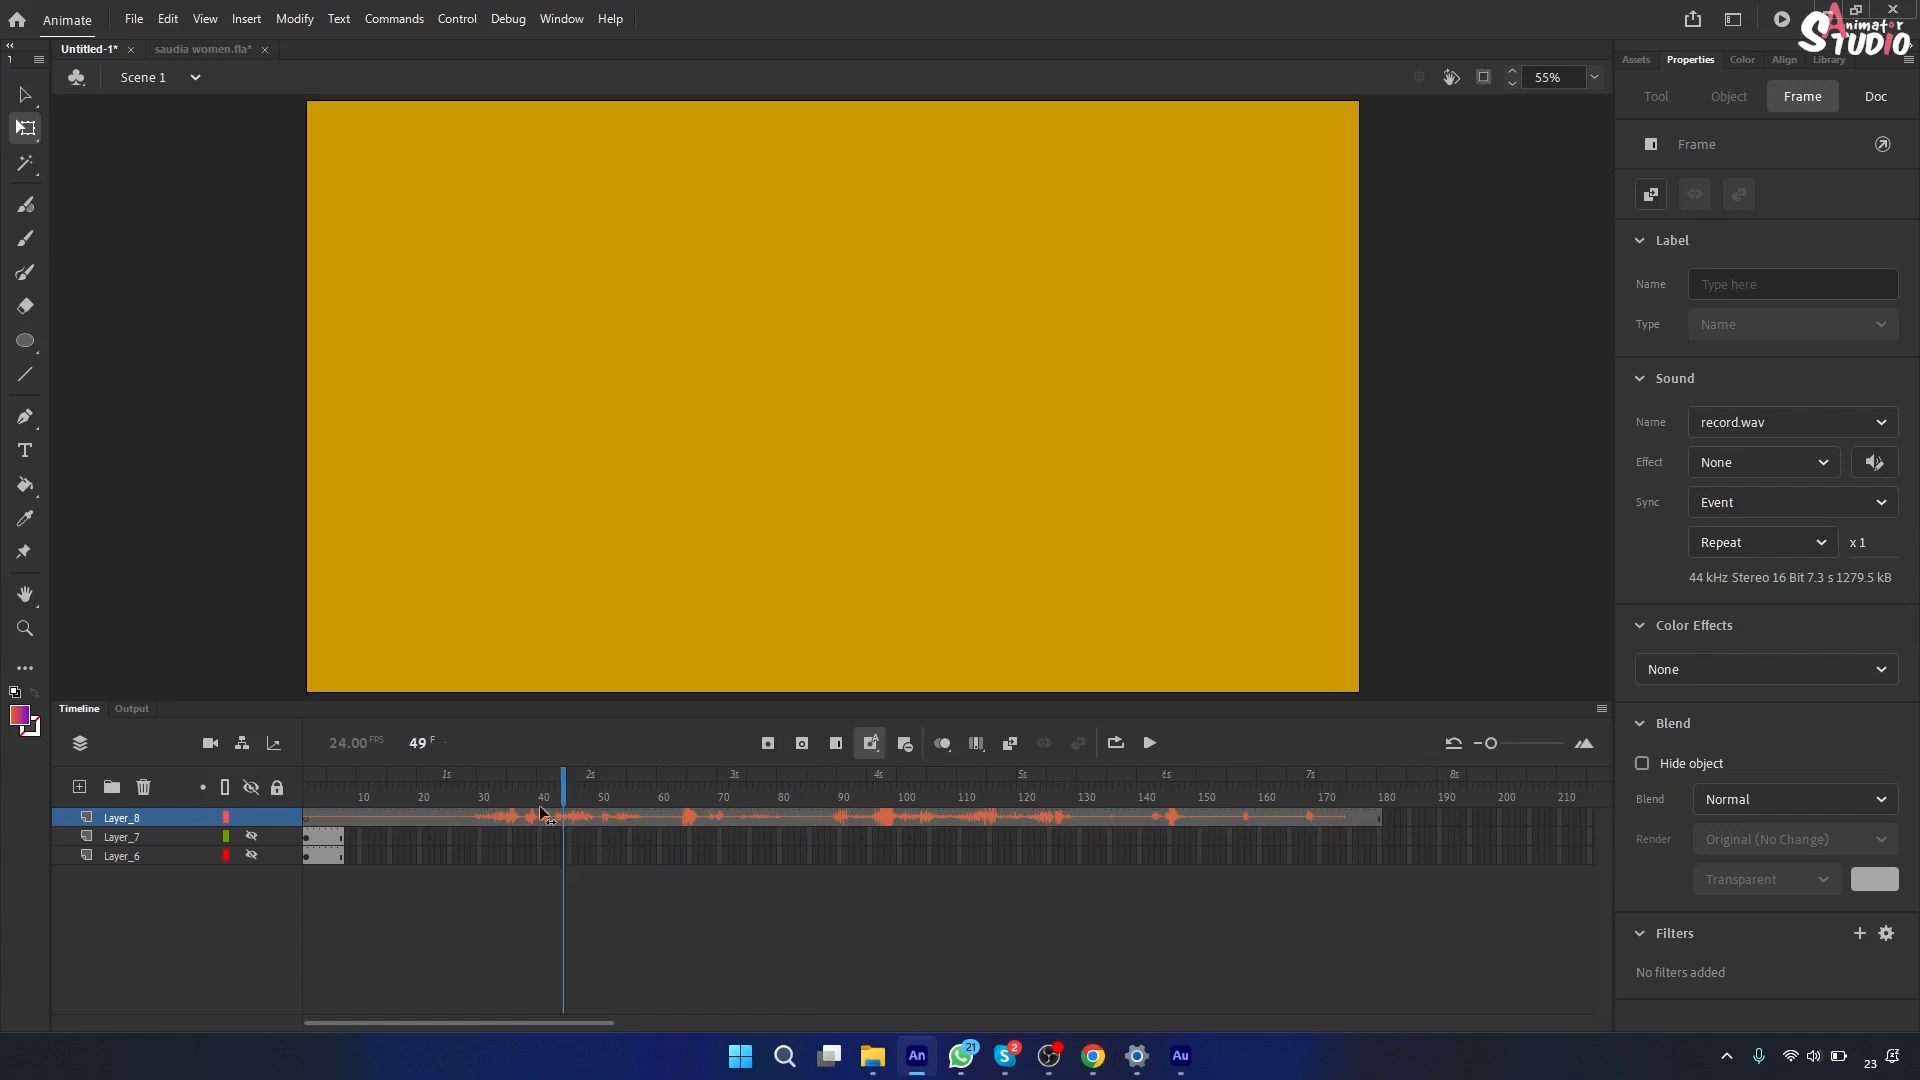 Animate File Edit View Insert Modify Text Commands Control Debug Window Help
Animator STUDIO
Untitled-1* saudia women.fla*
Assets Properties Color Align Library
Scene 1 55%
Tool Object Frame Doc
Frame
Label
Name Type here
Type Name
Sound
Name record.wav
Effect None
Sync Event
Repeat x 1
44 kHz Stereo 16 Bit 7.3 s 1279.5 kB
Color Effects
None
Blend
Hide object
Blend Normal
Render Original (No Change)
Transparent
Filters
No filters added
Timeline Output
24.00 FPS 49 F
1s 2s 3s 4s 5s 6s 7s 8s
10 20 30 40 50 60 70 80 90 100 110 120 130 140 150 160 170 180 190 200 210
Layer_8
Layer_7
Layer_6
An 21 2 Au 23